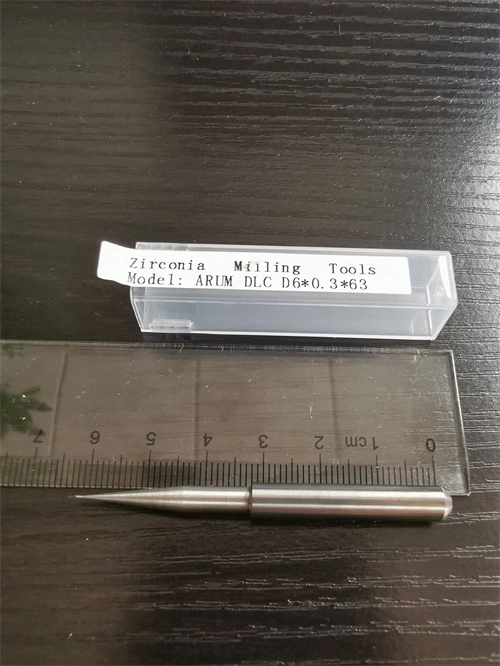 Zirconia Milling Tools
Model: ARUM DLC D6*0.3*63
7 6 5 4 3 2 1cm 0